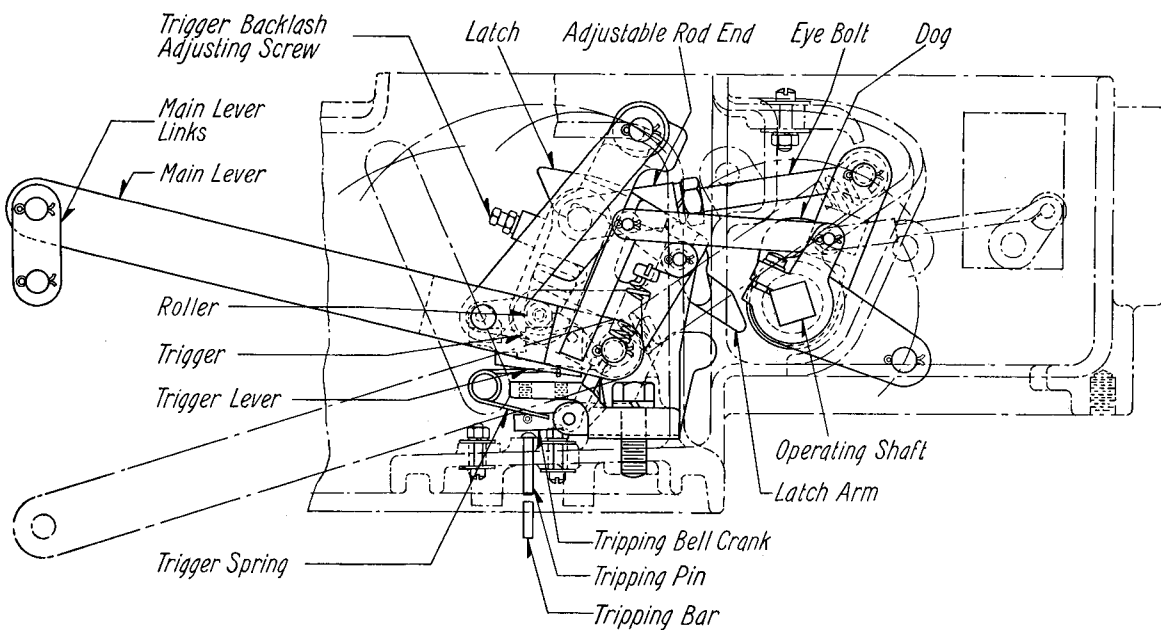 Trigger Backlash
Adjusting Screw
Latch
Adjustable Rod End
Eye Bolt
Dog
Main Lever
Links
Main Lever
Roller
Trigger
Trigger Lever
Operating Shaft
Latch Arm
Trigger Spring
Tripping Bell Crank
Tripping Pin
Tripping Bar